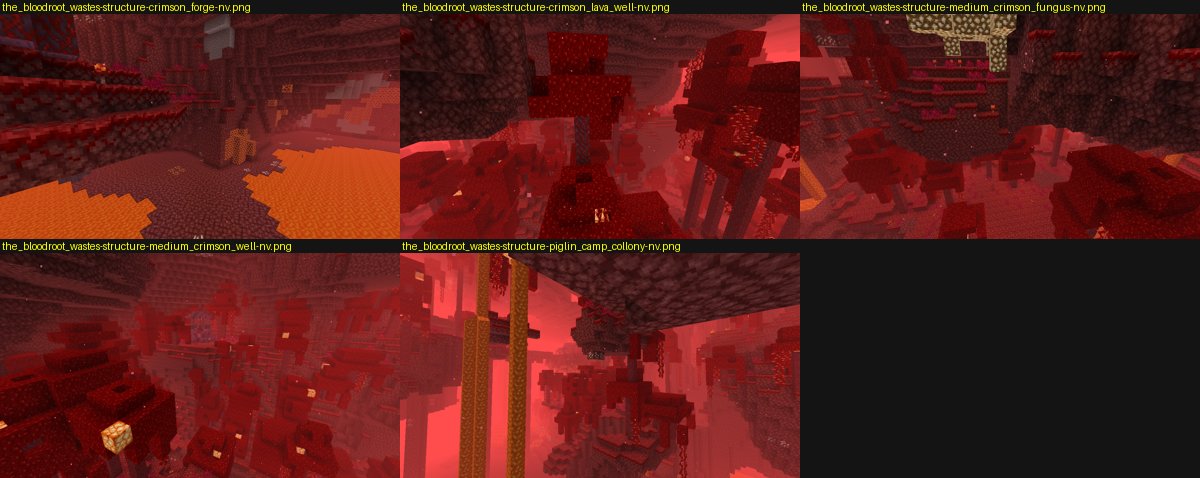 the_bloodroot_wastes-structure-crimson_forge-nv.png
the_bloodroot_wastes-structure-crimson_lava_well-nv.png
the_bloodroot_wastes-structure-medium_crimson_fungus-nv.png
the_bloodroot_wastes-structure-medium_crimson_well-nv.png
the_bloodroot_wastes-structure-piglin_camp_collony-nv.png